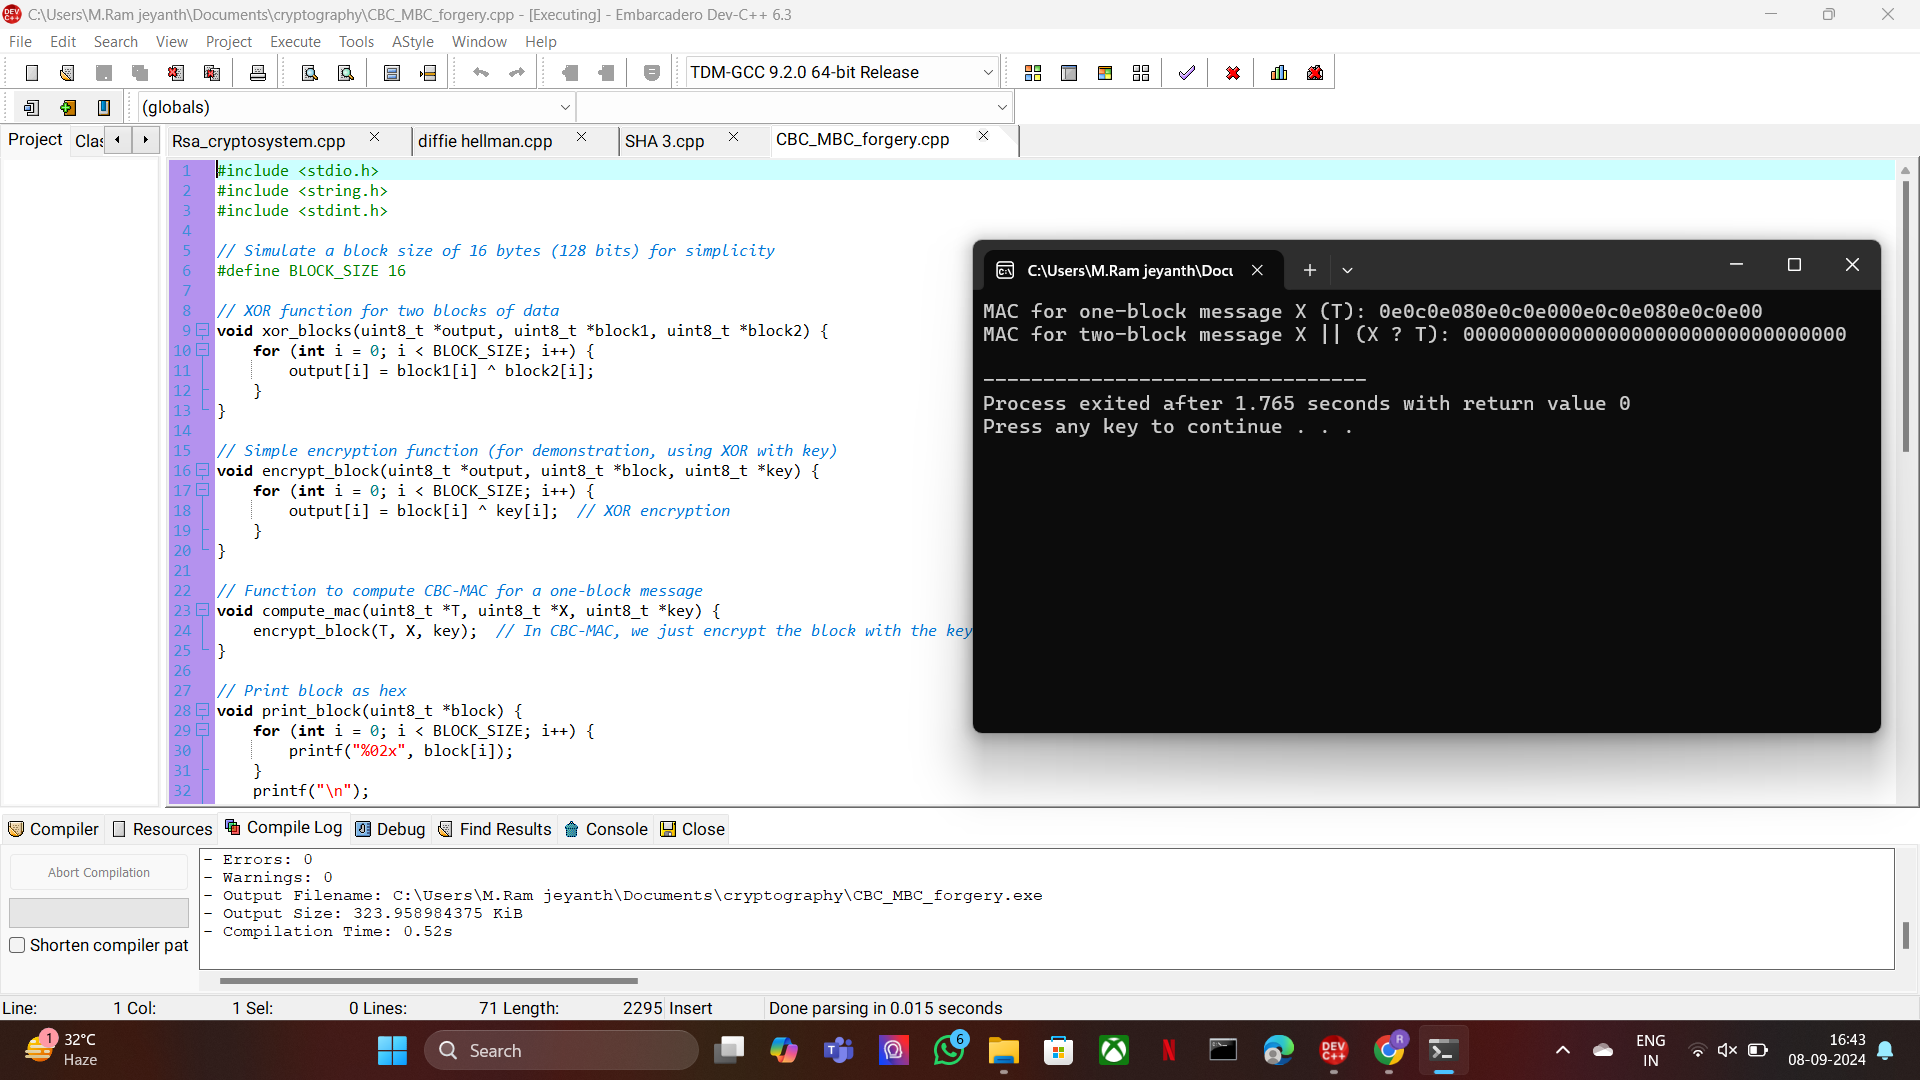 C:\Users\M.Ram jeyanth\Documents\cryptography\CBC_MBC_forgery.cpp - [Executing] - Embarcadero Dev-C++ 6.3
File Edit Search View Project Execute Tools AStyle Window Help
TDM-GCC 9.2.0 64-bit Release
(globals)
Project Clas Rsa_cryptosystem.cpp diffie hellman.cpp SHA 3.cpp CBC_MBC_forgery.cpp
1 #include <stdio.h>
2 #include <string.h>
3 #include <stdint.h>
4
5 // Simulate a block size of 16 bytes (128 bits) for simplicity
6 #define BLOCK_SIZE 16
7
8 // XOR function for two blocks of data
9 void xor_blocks(uint8_t *output, uint8_t *block1, uint8_t *block2) {
10 for (int i = 0; i < BLOCK_SIZE; i++) {
11 output[i] = block1[i] ^ block2[i];
12 }
13 }
14
15 // Simple encryption function (for demonstration, using XOR with key)
16 void encrypt_block(uint8_t *output, uint8_t *block, uint8_t *key) {
17 for (int i = 0; i < BLOCK_SIZE; i++) {
18 output[i] = block[i] ^ key[i]; // XOR encryption
19 }
20 }
21
22 // Function to compute CBC-MAC for a one-block message
23 void compute_mac(uint8_t *T, uint8_t *X, uint8_t *key) {
24 encrypt_block(T, X, key); // In CBC-MAC, we just encrypt the block with the key
25 }
26
27 // Print block as hex
28 void print_block(uint8_t *block) {
29 for (int i = 0; i < BLOCK_SIZE; i++) {
30 printf("%02x", block[i]);
31 }
32 printf("\n");
C:\Users\M.Ram jeyanth\Docu
MAC for one-block message X (T): 0e0c0e080e0c0e000e0c0e080e0c0e00
MAC for two-block message X || (X ? T): 00000000000000000000000000000000
--------------------------------
Process exited after 1.765 seconds with return value 0
Press any key to continue . . .
Compiler Resources Compile Log Debug Find Results Console Close
Abort Compilation
Shorten compiler pat
- Errors: 0
- Warnings: 0
- Output Filename: C:\Users\M.Ram jeyanth\Documents\cryptography\CBC_MBC_forgery.exe
- Output Size: 323.958984375 KiB
- Compilation Time: 0.52s
Line: 1 Col: 1 Sel: 0 Lines: 71 Length: 2295 Insert Done parsing in 0.015 seconds
1
32°C
Haze
Search
6
DEV C++
R
ENG
IN
16:43
08-09-2024